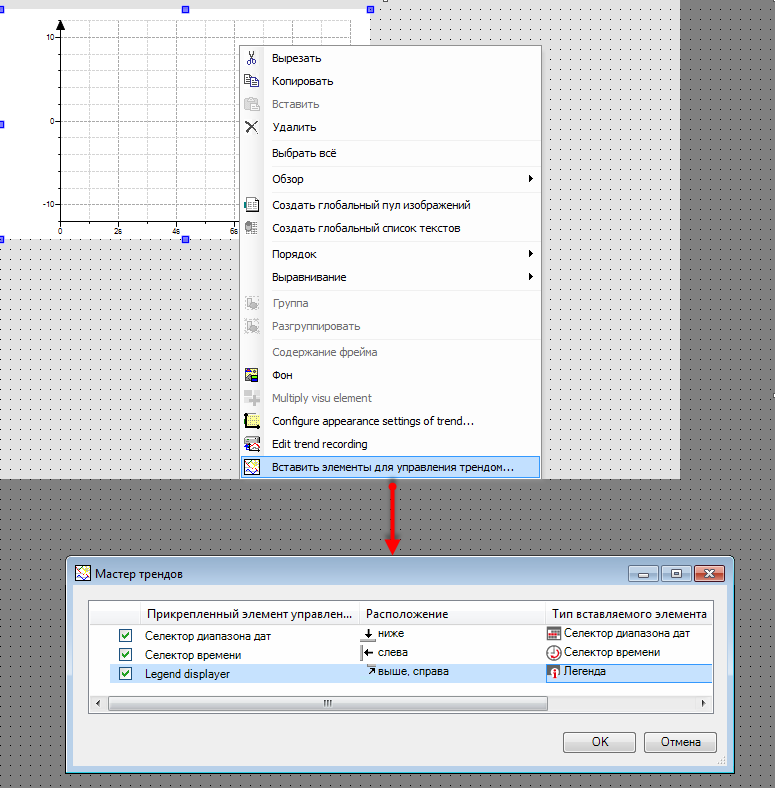 10
0
-10
0 2s 4s 6s
Вырезать
Копировать
Вставить
Удалить
Выбрать всё
Обзор
Создать глобальный пул изображений
Создать глобальный список текстов
Порядок
Выравнивание
Группа
Разгруппировать
Содержание фрейма
Фон
Multiply visu element
Configure appearance settings of trend...
Edit trend recording
Вставить элементы для управления трендом...
Мастер трендов
Прикрепленный элемент управлен... Расположение Тип вставляемого элемента
Селектор диапазона дат ниже Селектор диапазона дат
Селектор времени слева Селектор времени
Legend displayer выше, справа Легенда
OK Отмена